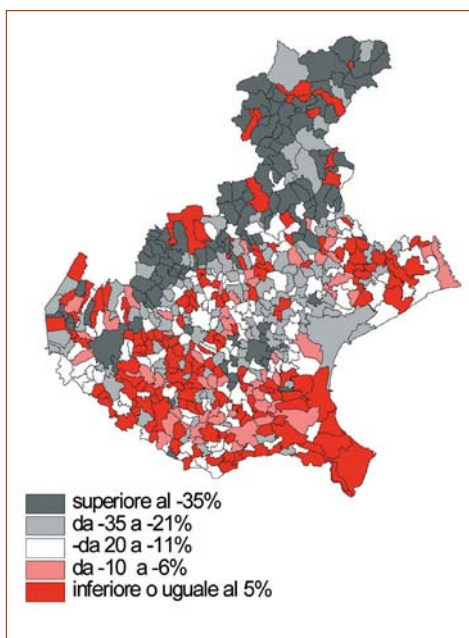 superiore al -35%
da -35 a -21%
-da 20 a -11%
da -10 a -6%
inferiore o uguale al 5%